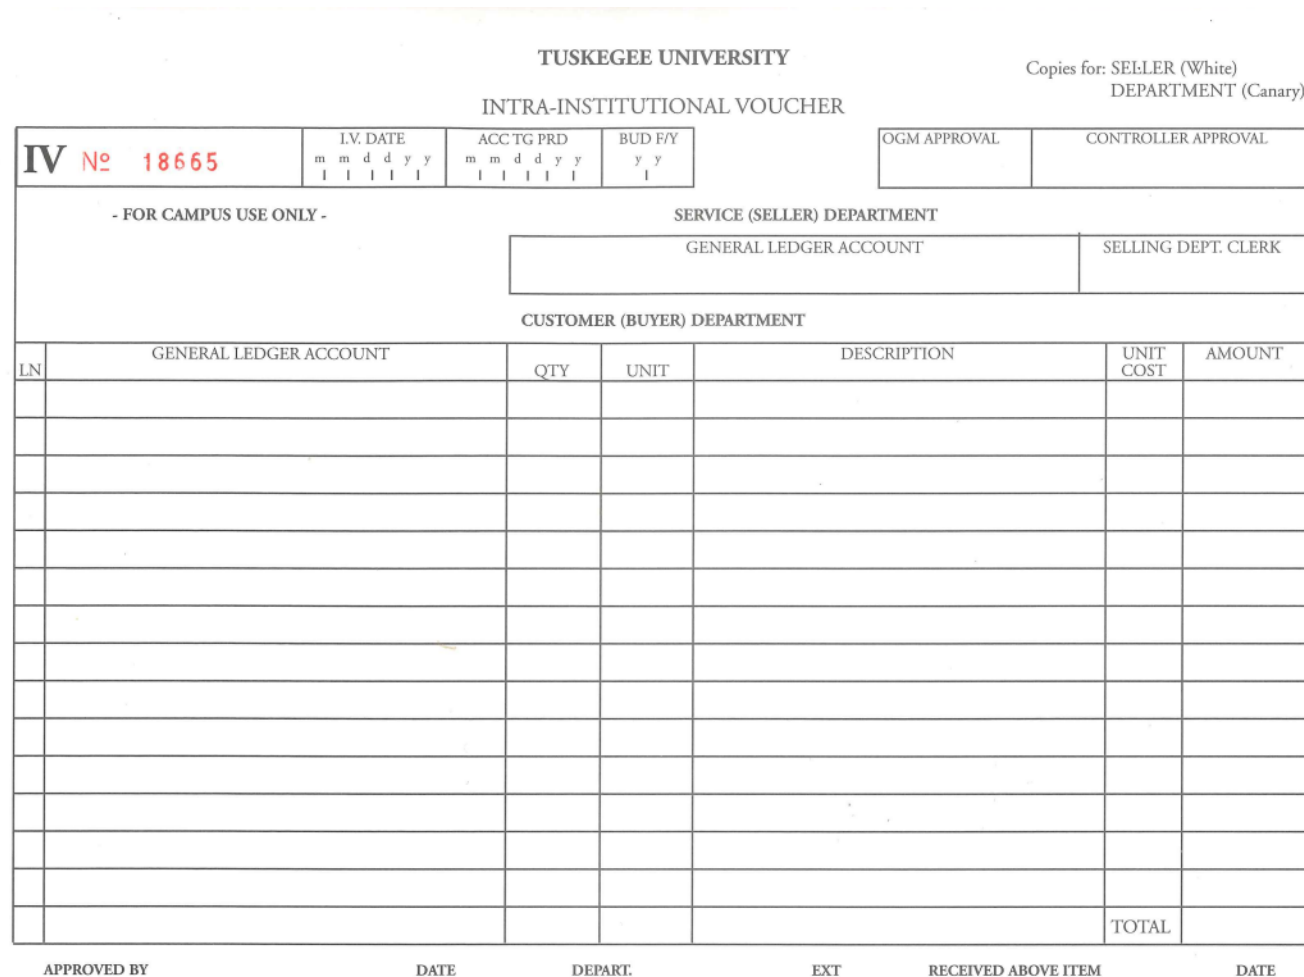 TUSKEGEE UNIVERSITY
Copies for: SELLER (White)
DEPARTMENT (Canary)
INTRA-INSTITUTIONAL VOUCHER
IV Nº 18665
I.V. DATE
m m d d y y
ACC TG PRD
m m d d y y
BUD F/Y
y y
OGM APPROVAL
CONTROLLER APPROVAL
- FOR CAMPUS USE ONLY -
SERVICE (SELLER) DEPARTMENT
GENERAL LEDGER ACCOUNT
SELLING DEPT. CLERK
CUSTOMER (BUYER) DEPARTMENT
LN
GENERAL LEDGER ACCOUNT
QTY
UNIT
DESCRIPTION
UNIT
COST
AMOUNT
TOTAL
APPROVED BY DATE DEPART. EXT RECEIVED ABOVE ITEM DATE